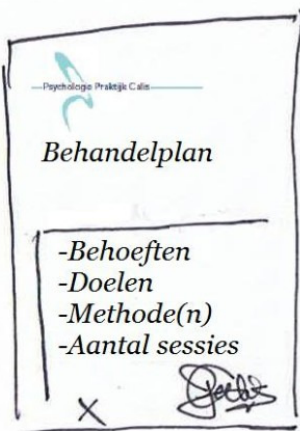 Psychologie Praktijk Calis
Behandelplan
-Behoeften
-Doelen
-Methode(n)
-Aantal sessies
X